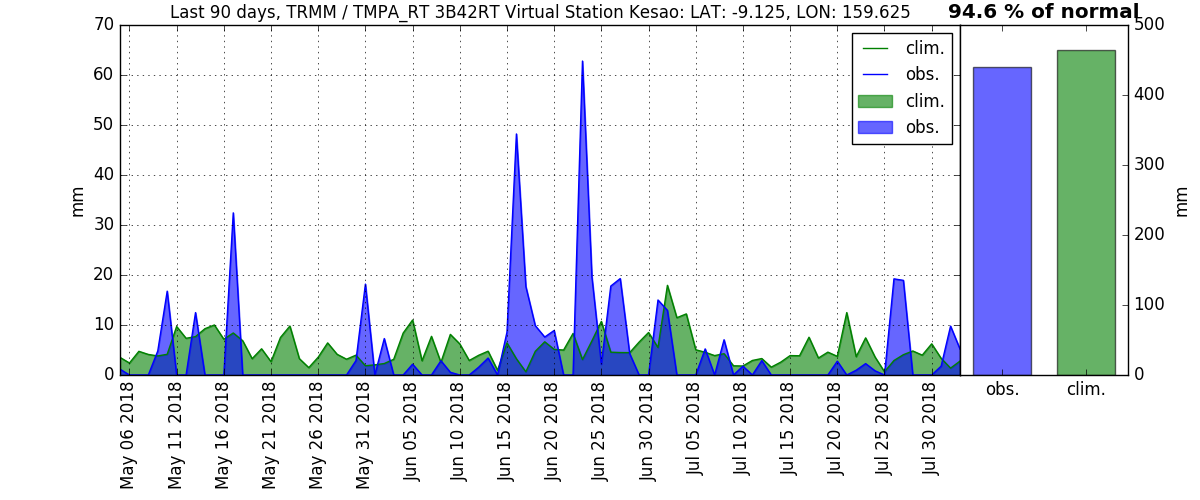 Last 90 days, TRMM / TMPA_RT 3B42RT Virtual Station Kesao: LAT: -9.125, LON: 159.625
94.6 % of normal
70
60
50
40
30
20
10
0
mm
clim.
obs.
clim.
obs.
May 06 2018
May 11 2018
May 16 2018
May 21 2018
May 26 2018
May 31 2018
Jun 05 2018
Jun 10 2018
Jun 15 2018
Jun 20 2018
Jun 25 2018
Jun 30 2018
Jul 05 2018
Jul 10 2018
Jul 15 2018
Jul 20 2018
Jul 25 2018
Jul 30 2018
500
400
300
200
100
0
mm
obs.
clim.